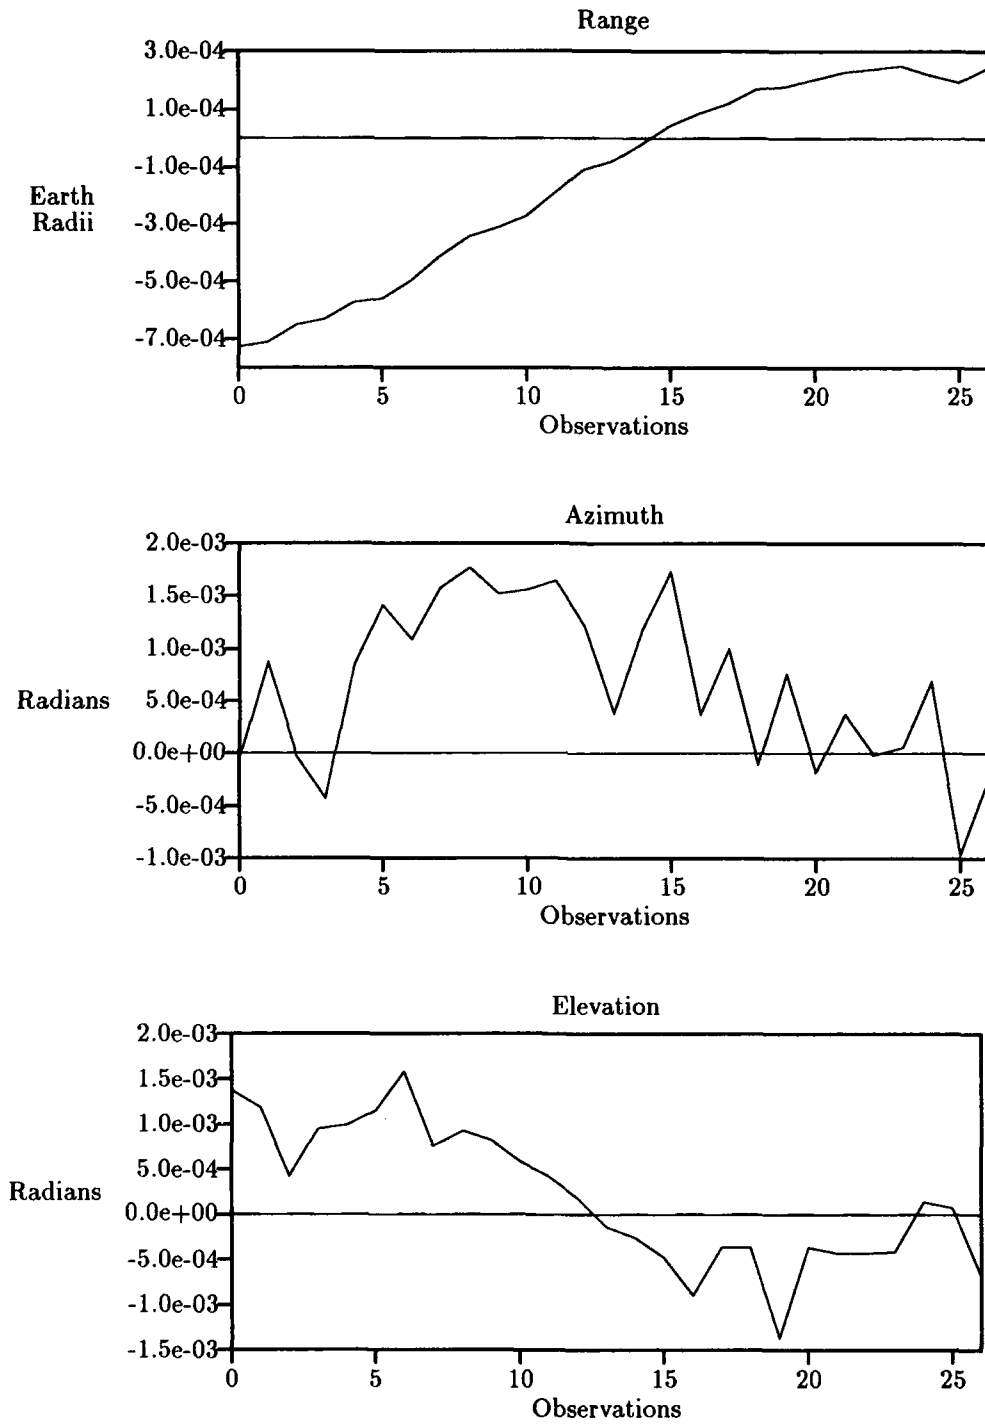 Range
3.0e-04
1.0e-04
-1.0e-04
Earth
Radii
-3.0e-04
-5.0e-04
-7.0e-04
0 5 10 15 20 25
Observations
Azimuth
2.0e-03
1.5e-03
1.0e-03
Radians
5.0e-04
0.0e+00
-5.0e-04
-1.0e-03
0 5 10 15 20 25
Observations
Elevation
2.0e-03
1.5e-03
1.0e-03
5.0e-04
Radians
0.0e+00
-5.0e-04
-1.0e-03
-1.5e-03
0 5 10 15 20 25
Observations